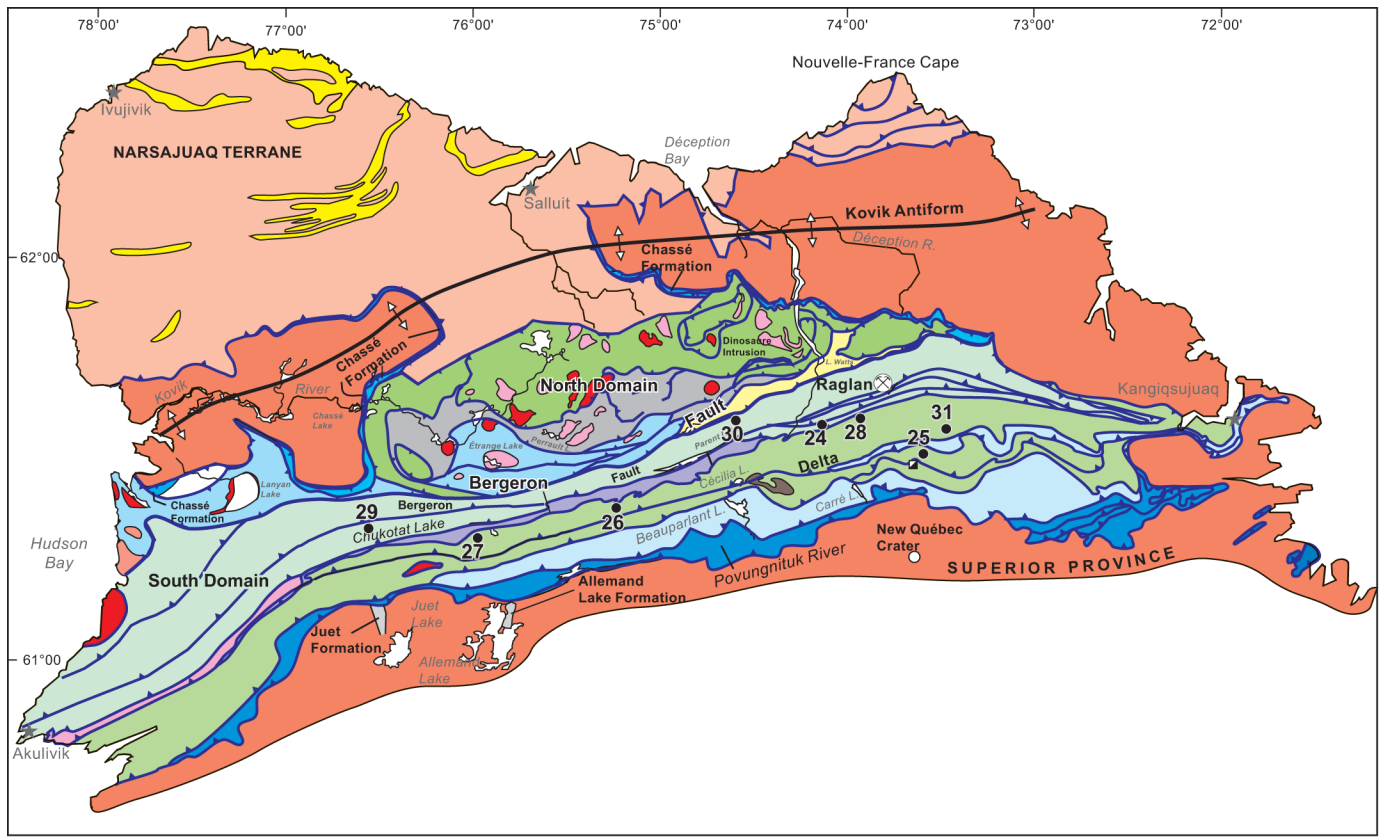 78°00'
77°00'
76°00'
75°00'
74°00'
73°00'
72°00'
Nouvelle-France Cape
Ivujivik
NARSAJUAQ TERRANE
Déception
Bay
Salluit
Kovik Antiform
Déception R.
62°00'
Chassé
Formation
Chassé
Formation
Dinosaure
Intrusion
L. Watts
Kovik
River
North Domain
Raglan
Kangiqsujuaq
Chassé
Lake
Fault
31
30
24
28
25
Étrange Lake
Perrault L.
Parent
Delta
Bergeron
Fault
Cécilia L.
Lanyan
Lake
Chassé
Formation
Bergeron
29
Chukotat Lake
26
27
Beauparlant L.
Carré L.
New Québec
Crater
Hudson
Bay
South Domain
Povungnituk River
SUPERIOR PROVINCE
Allemand
Lake Formation
Juet
Lake
Juet
Formation
61°00'
Allemand
Lake
Akulivik